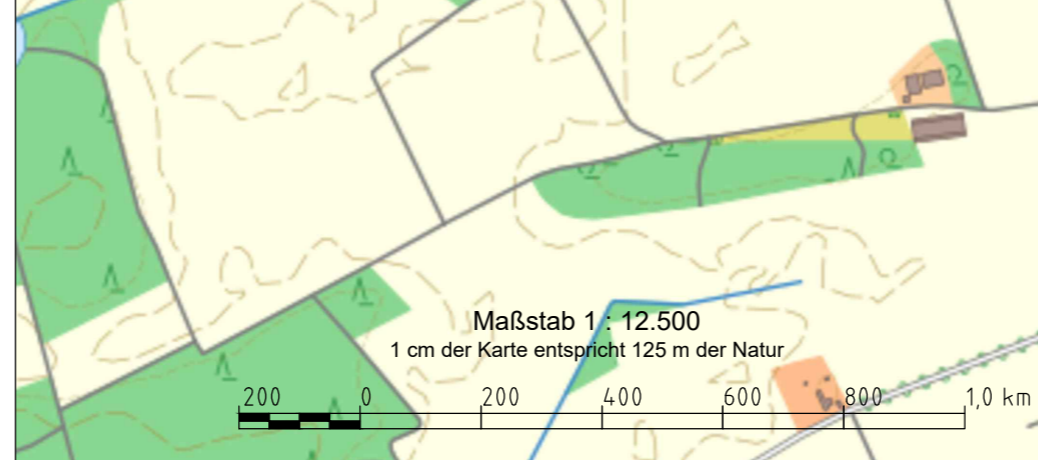 Maßstab 1 : 12.500
1 cm der Karte entspricht 125 m der Natur
200 0 200 400 600 800 1,0 km